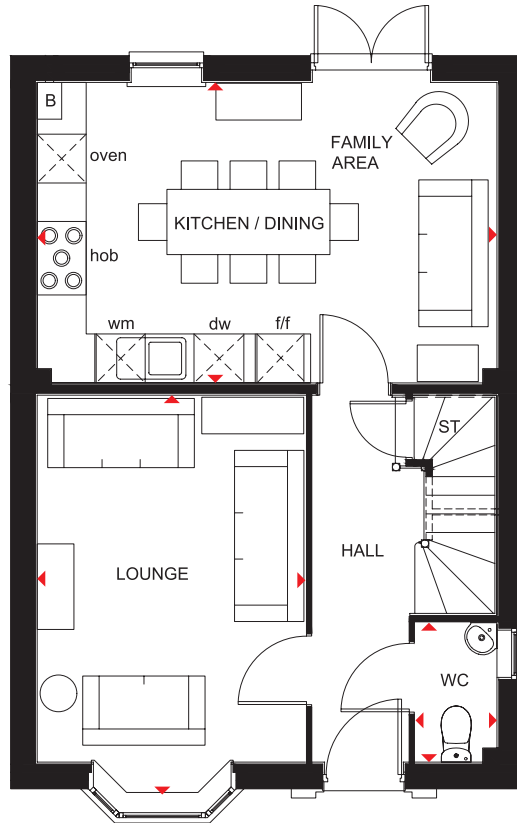 B
oven
FAMILY
AREA
KITCHEN / DINING
hob
wm
dw
f/f
ST
HALL
LOUNGE
WC